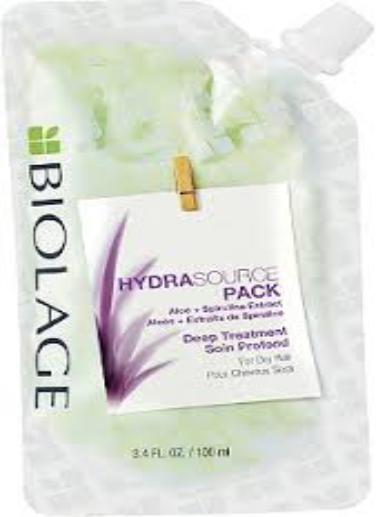 BIOLAGE
HYDRASOURCE
PACK
Aloe + Spirulina Extract
Aloès + Extraits de Spiruline
Deep Treatment
Soin Profond
For Dry Hair
Pour Cheveux Secs
3.4 FL. OZ. / 100 ml